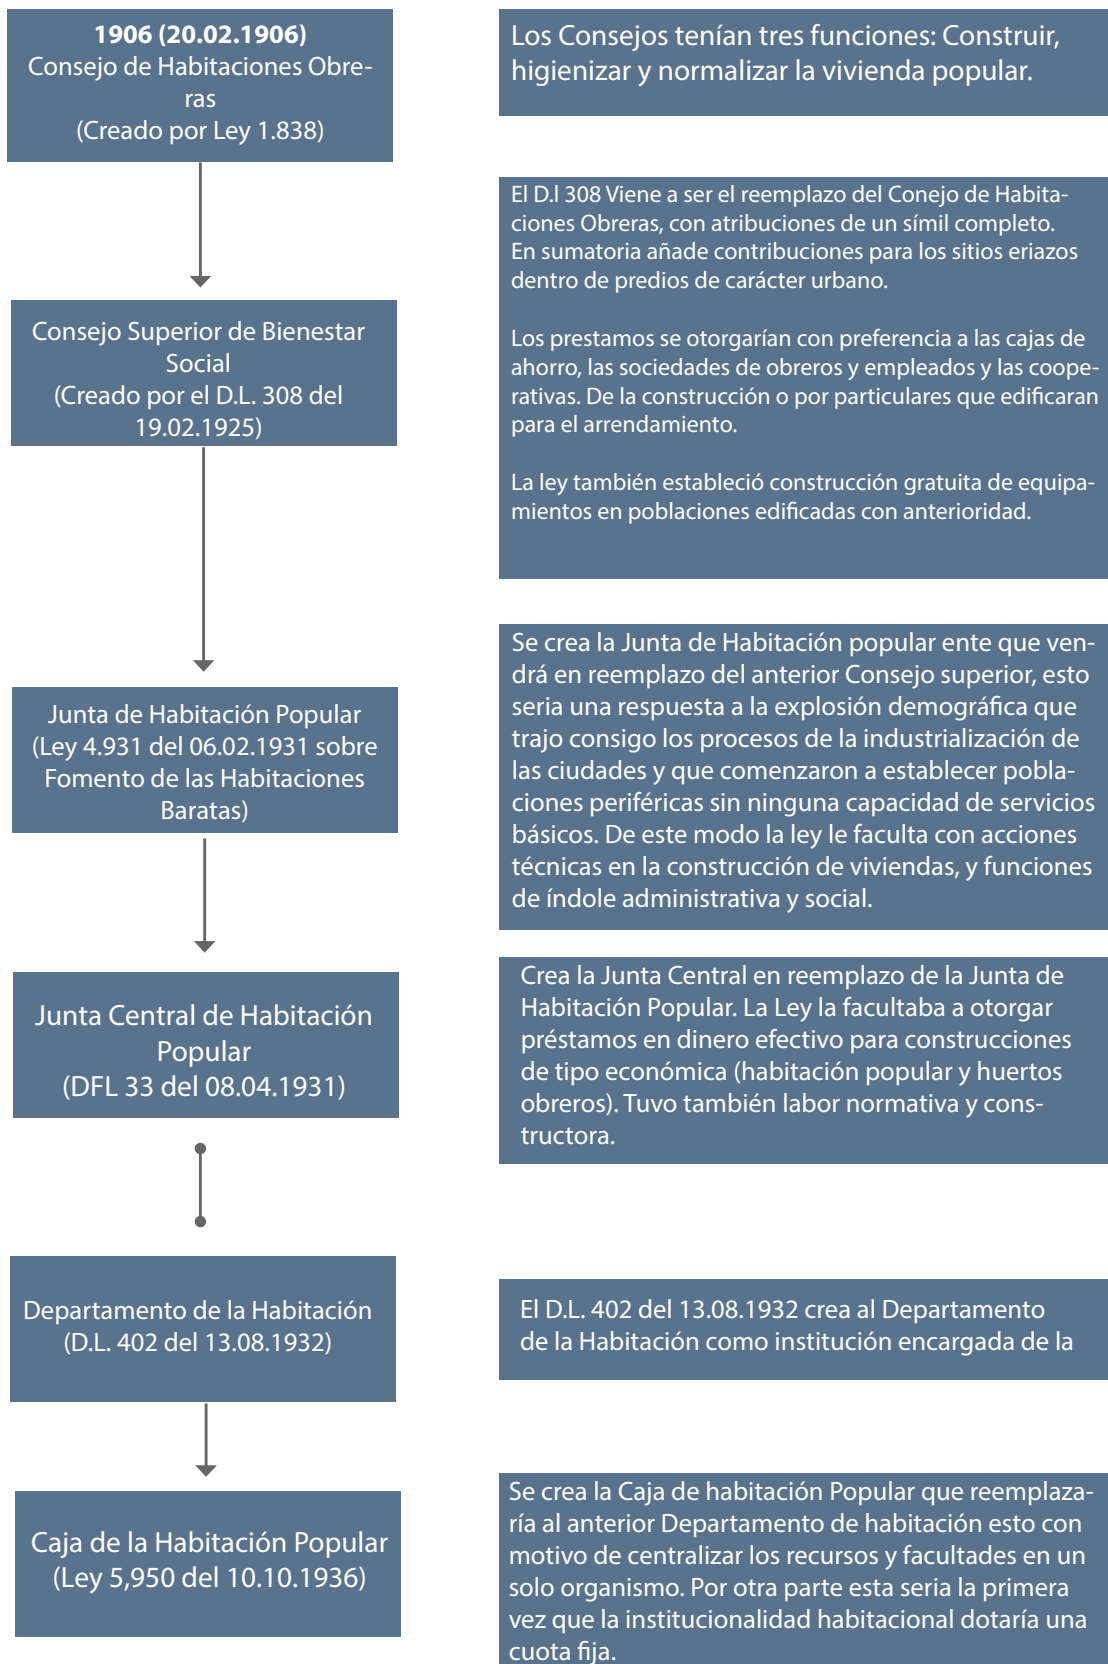 1906 (20.02.1906)
Consejo de Habitaciones Obre-
ras
(Creado por Ley 1.838)
Los Consejos tenían tres funciones: Construir,
higienizar y normalizar la vivienda popular.
Consejo Superior de Bienestar
Social
(Creado por el D.L. 308 del
19.02.1925)
El D.l 308 Viene a ser el reemplazo del Conejo de Habita-
ciones Obreras, con atribuciones de un símil completo.
En sumatoria añade contribuciones para los sitios eriazos
dentro de predios de carácter urbano.
Los prestamos se otorgarían con preferencia a las cajas de
ahorro, las sociedades de obreros y empleados y las coope-
rativas. De la construcción o por particulares que edificaran
para el arrendamiento.
La ley también estableció construcción gratuita de equipa-
mientos en poblaciones edificadas con anterioridad.
Junta de Habitación Popular
(Ley 4.931 del 06.02.1931 sobre
Fomento de las Habitaciones
Baratas)
Se crea la Junta de Habitación popular ente que ven-
drá en reemplazo del anterior Consejo superior, esto
seria una respuesta a la explosión demográfica que
trajo consigo los procesos de la industrialización de
las ciudades y que comenzaron a establecer pobla-
ciones periféricas sin ninguna capacidad de servicios
básicos. De este modo la ley le faculta con acciones
técnicas en la construcción de viviendas, y funciones
de índole administrativa y social.
Junta Central de Habitación
Popular
(DFL 33 del 08.04.1931)
Crea la Junta Central en reemplazo de la Junta de
Habitación Popular. La Ley la facultaba a otorgar
préstamos en dinero efectivo para construcciones
de tipo económica (habitación popular y huertos
obreros). Tuvo también labor normativa y cons-
tructora.
Departamento de la Habitación
(D.L. 402 del 13.08.1932)
El D.L. 402 del 13.08.1932 crea al Departamento
de la Habitación como institución encargada de la
Caja de la Habitación Popular
(Ley 5,950 del 10.10.1936)
Se crea la Caja de habitación Popular que reemplaza-
ría al anterior Departamento de habitación esto con
motivo de centralizar los recursos y facultades en un
solo organismo. Por otra parte esta seria la primera
vez que la institucionalidad habitacional dotaría una
cuota fija.